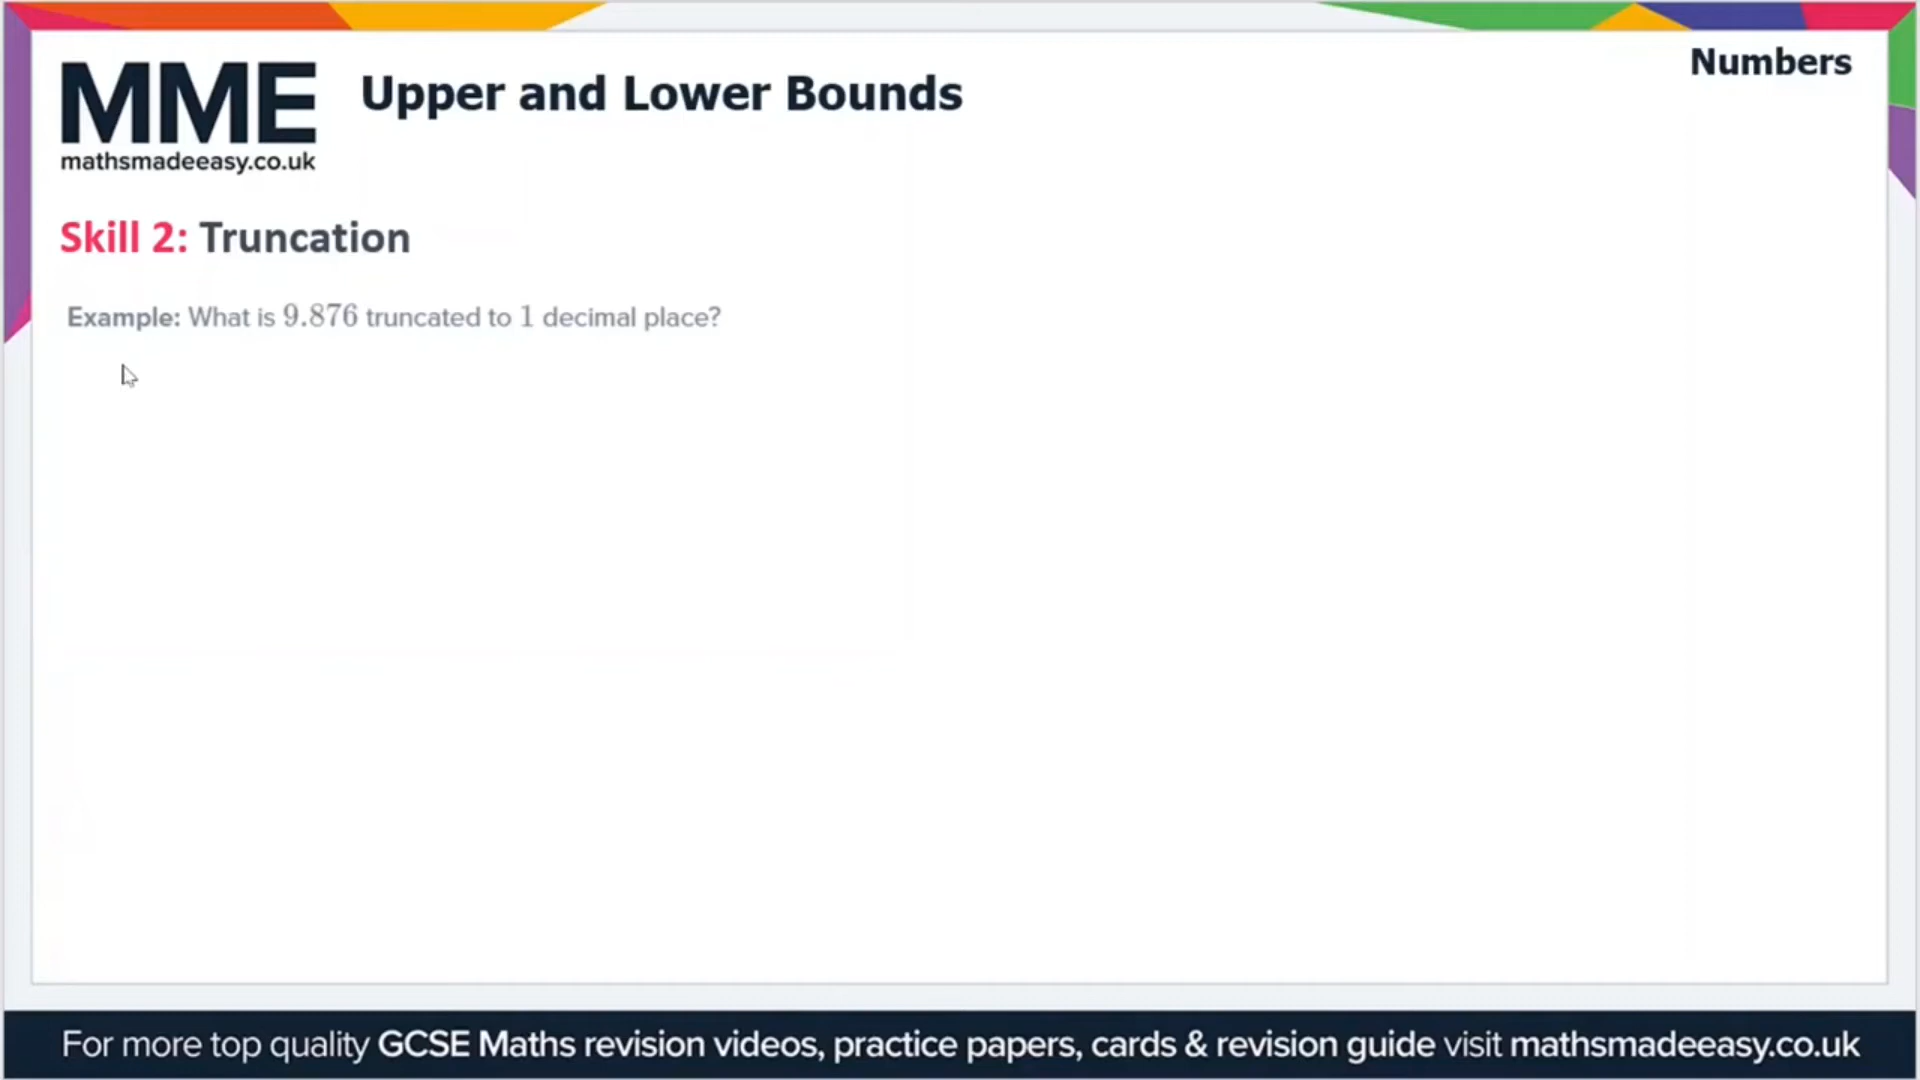 MME
mathsmadeeasy.co.uk
Upper and Lower Bounds
Numbers
Skill 2: Truncation
Example: What is 9.876 truncated to 1 decimal place?
For more top quality GCSE Maths revision videos, practice papers, cards & revision guide visit mathsmadeeasy.co.uk